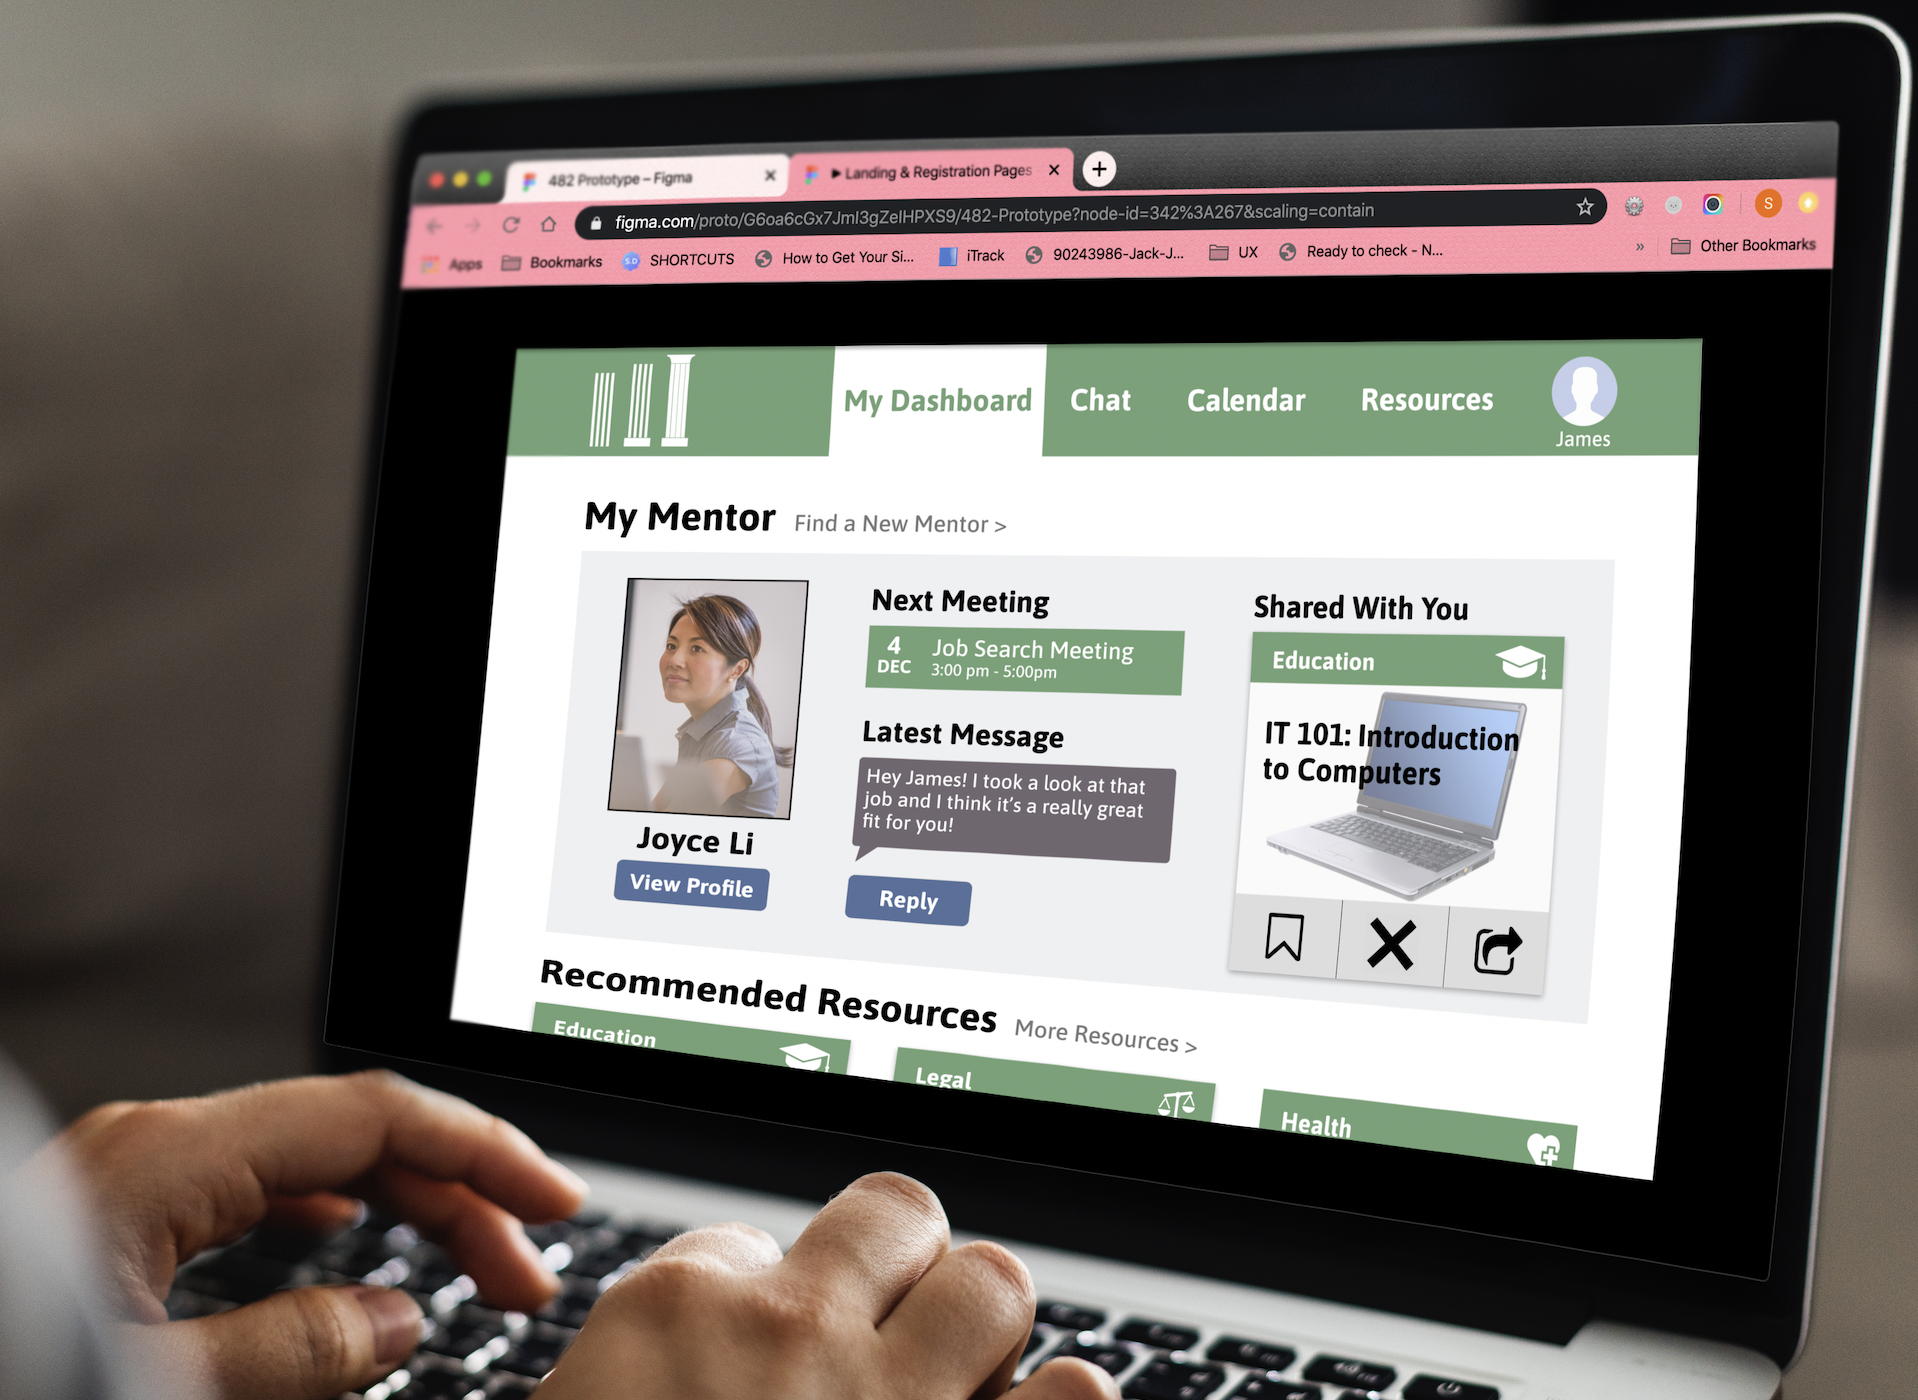 482 Prototype – Figma
Landing & Registration Pages
figma.com/proto/G6oa6cGx7JmI3gZeIHPXS9/482-Prototype?node-id=342%3A267&scaling=contain
S
Apps
Bookmarks
S.D
SHORTCUTS
How to Get Your Si...
iTrack
90243986-Jack-J...
UX
Ready to check - N...
»
Other Bookmarks
My Dashboard
Chat
Calendar
Resources
James
My Mentor
Find a New Mentor >
Joyce Li
View Profile
Next Meeting
4
DEC
Job Search Meeting
3:00 pm - 5:00pm
Latest Message
Hey James! I took a look at that
job and I think it's a really great
fit for you!
Reply
Shared With You
Education
IT 101: Introduction
to Computers
Recommended Resources
More Resources >
Education
Legal
Health